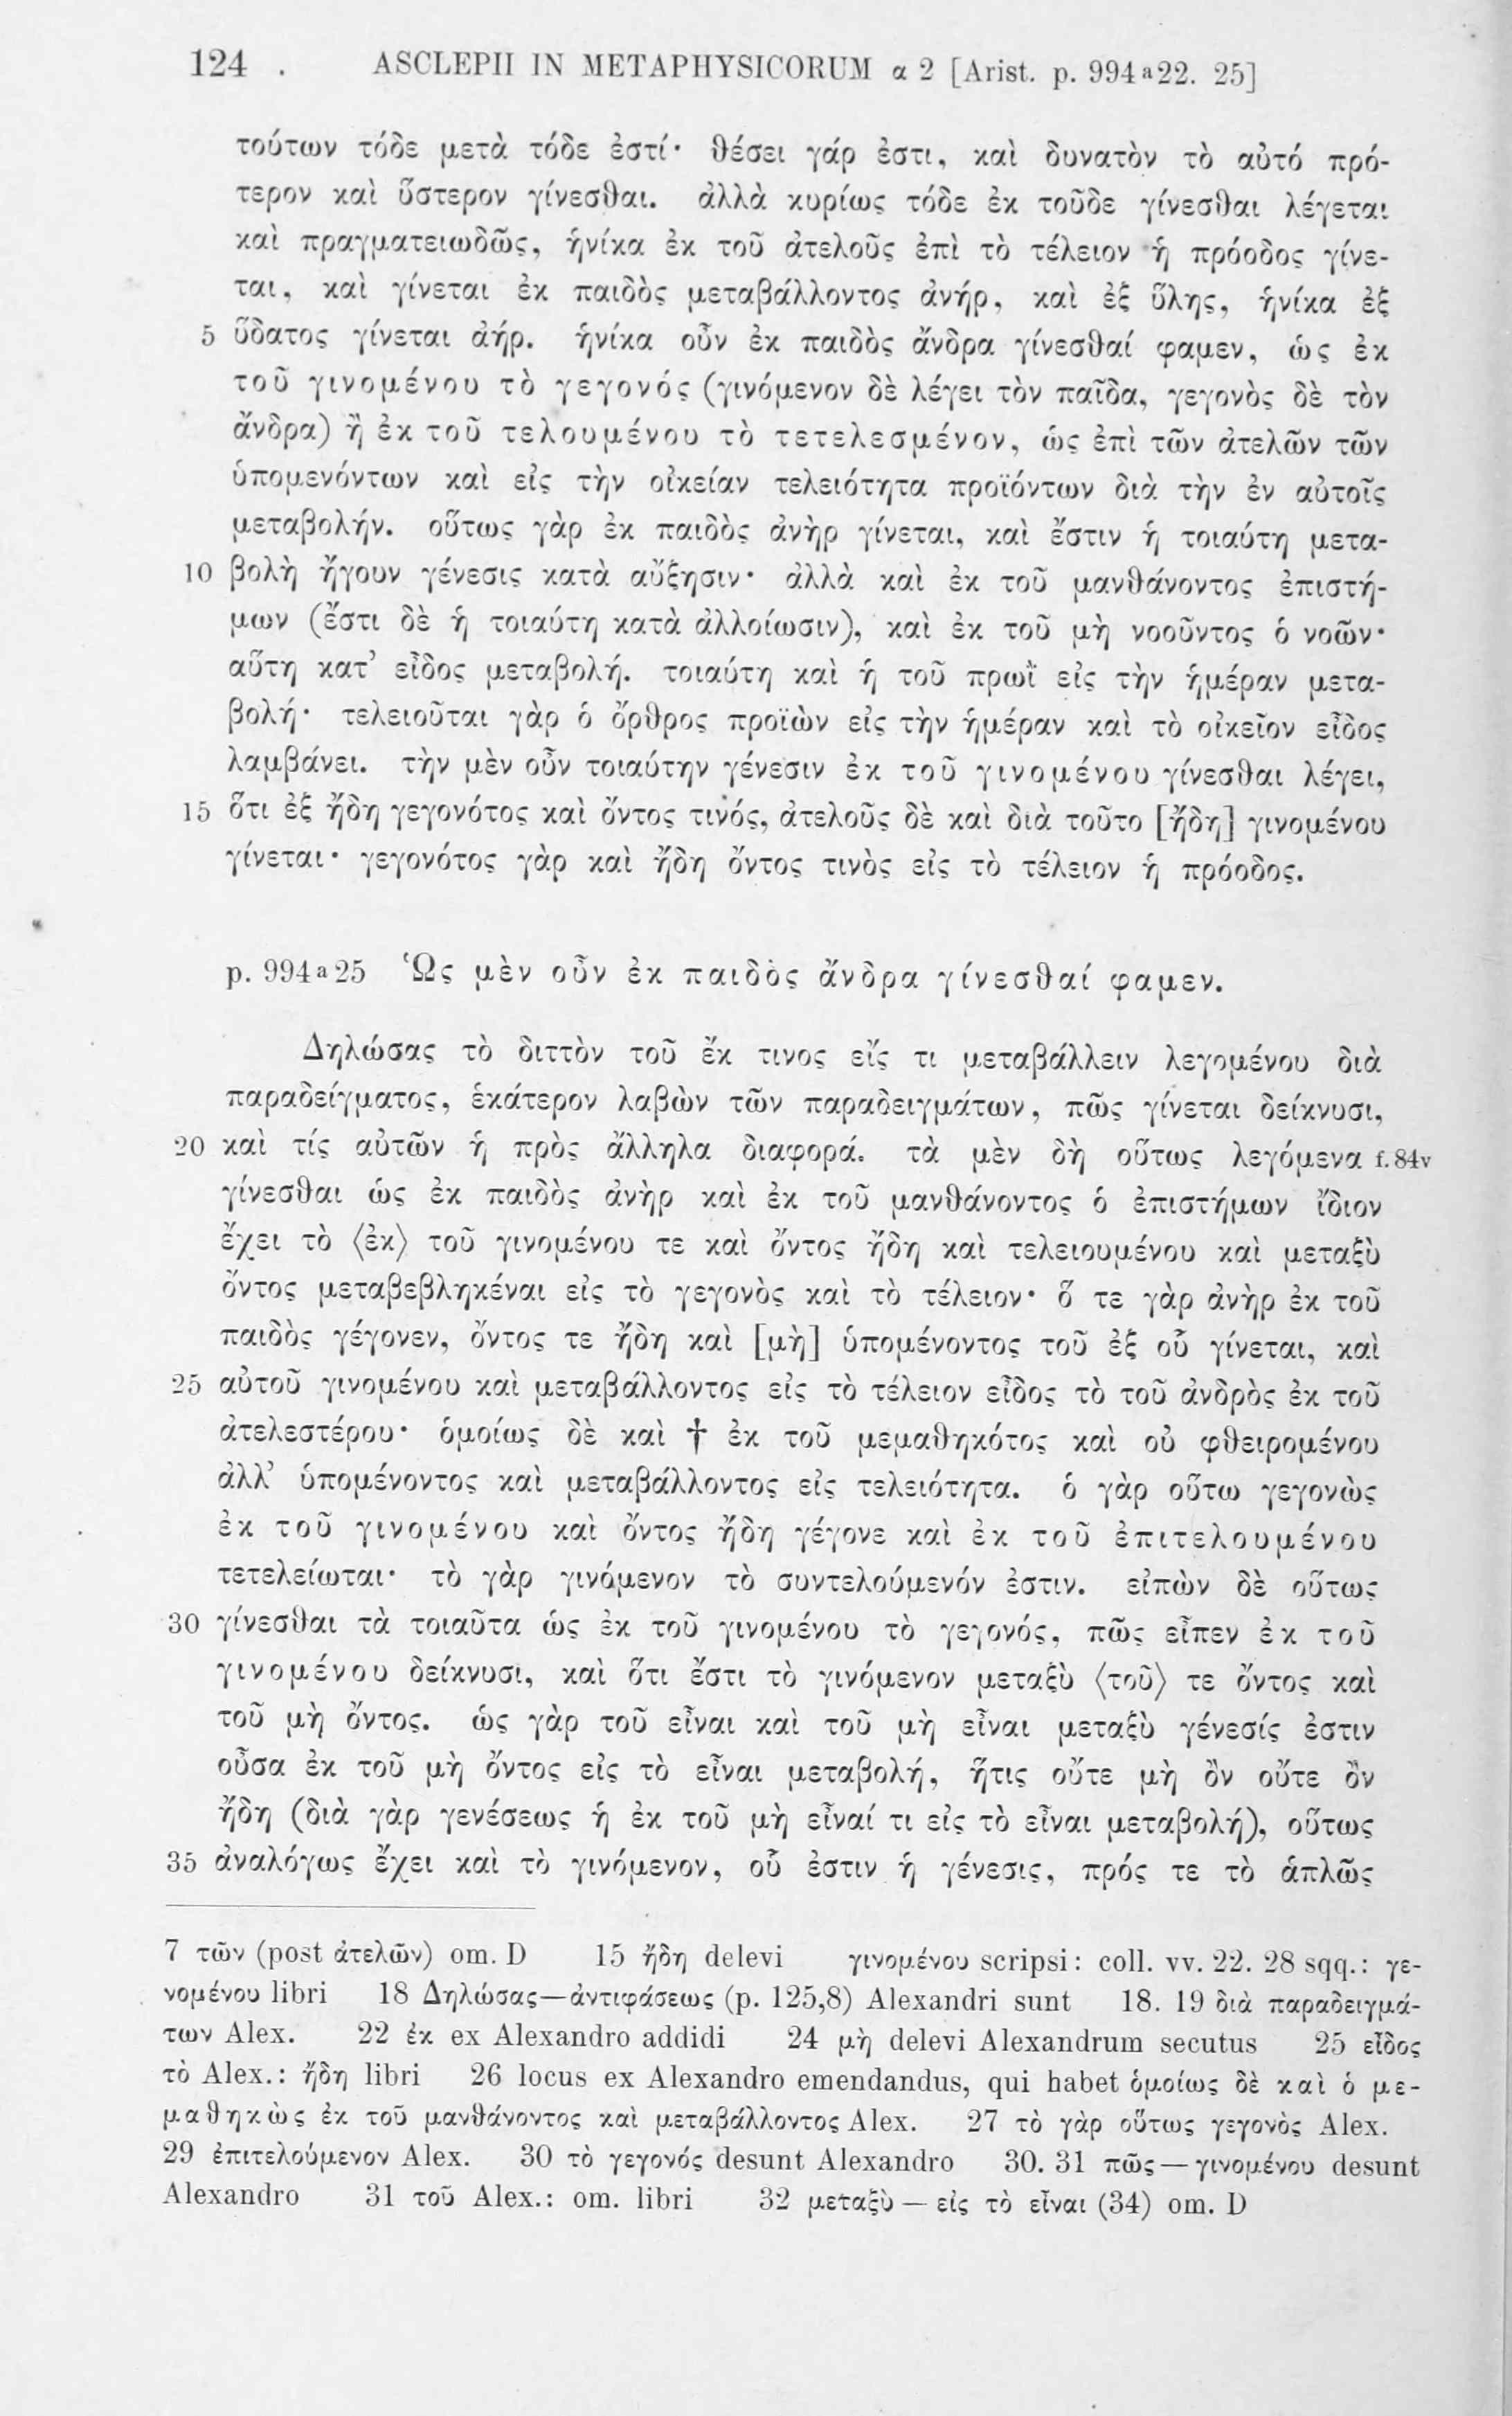 124 . ASCLEPII IN METAPHYSICORUM α 2 [Arist. p. 994 a 22. 25]
τούτων τόδε μετὰ τόδε ἐστί· θέσει γάρ ἐστι, καὶ δυνατὸν τὸ αὐτό πρό-
τερον καὶ ὕστερον γίνεσθαι. ἀλλὰ κυρίως τόδε ἐκ τοῦδε γίνεσθαι λέγεται
καὶ πραγματειωδῶς, ἡνίκα ἐκ τοῦ ἀτελοῦς ἐπὶ τὸ τέλειον ἡ πρόοδος γίνε-
ται, καὶ γίνεται ἐκ παιδὸς μεταβάλλοντος ἀνήρ, καὶ ἐξ ὕλης, ἡνίκα ἐξ
5 ὕδατος γίνεται ἀήρ. ἡνίκα οὖν ἐκ παιδὸς ἄνδρα γίνεσθαί φαμεν, ὡς ἐκ
τοῦ γινομένου τὸ γεγονός (γινόμενον δὲ λέγει τὸν παῖδα, γεγονὸς δὲ τὸν
ἄνδρα) ἢ ἐκ τοῦ τελουμένου τὸ τετελεσμένον, ὡς ἐπὶ τῶν ἀτελῶν τῶν
ὑπομενόντων καὶ εἰς τὴν οἰκείαν τελειότητα προϊόντων διὰ τὴν ἐν αὐτοῖς
μεταβολήν. οὕτως γὰρ ἐκ παιδὸς ἀνὴρ γίνεται, καὶ ἔστιν ἡ τοιαύτη μετα-
10 βολὴ ἤγουν γένεσις κατὰ αὔξησιν· ἀλλὰ καὶ ἐκ τοῦ μανθάνοντος ἐπιστή-
μων (ἔστι δὲ ἡ τοιαύτη κατὰ ἀλλοίωσιν), καὶ ἐκ τοῦ μὴ νοοῦντος ὁ νοῶν·
αὕτη κατ’ εἶδος μεταβολή. τοιαύτη καὶ ἡ τοῦ πρωῒ εἰς τὴν ἡμέραν μετα-
βολή· τελειοῦται γὰρ ὁ ὄρθρος προϊὼν εἰς τὴν ἡμέραν καὶ τὸ οἰκεῖον εἶδος
λαμβάνει. τὴν μὲν οὖν τοιαύτην γένεσιν ἐκ τοῦ γινομένου γίνεσθαι λέγει,
15 ὅτι ἐξ ἤδη γεγονότος καὶ ὄντος τινός, ἀτελοῦς δὲ καὶ διὰ τοῦτο [ἤδη] γινομένου
γίνεται· γεγονότος γὰρ καὶ ἤδη ὄντος τινὸς εἰς τὸ τέλειον ἡ πρόοδος.
p. 994 a 25 Ὡς μὲν οὖν ἐκ παιδὸς ἄνδρα γίνεσθαί φαμεν.
Δηλώσας τὸ διττὸν τοῦ ἔκ τινος εἴς τι μεταβάλλειν λεγομένου διὰ
παραδείγματος, ἑκάτερον λαβὼν τῶν παραδειγμάτων, πῶς γίνεται δείκνυσι,
20 καὶ τίς αὐτῶν ἡ πρὸς ἄλληλα διαφορά. τὰ μὲν δὴ οὕτως λεγόμενα f. 84v
γίνεσθαι ὡς ἐκ παιδὸς ἀνὴρ καὶ ἐκ τοῦ μανθάνοντος ὁ ἐπιστήμων ἴδιον
ἔχει τὸ ⟨ἐκ⟩ τοῦ γινομένου τε καὶ ὄντος ἤδη καὶ τελειουμένου καὶ μεταξὺ
ὄντος μεταβεβληκέναι εἰς τὸ γεγονὸς καὶ τὸ τέλειον· ὅ τε γὰρ ἀνὴρ ἐκ τοῦ
παιδὸς γέγονεν, ὄντος τε ἤδη καὶ [μὴ] ὑπομένοντος τοῦ ἐξ οὗ γίνεται, καὶ
25 αὐτοῦ γινομένου καὶ μεταβάλλοντος εἰς τὸ τέλειον εἶδος τὸ τοῦ ἀνδρὸς ἐκ τοῦ
ἀτελεστέρου· ὁμοίως δὲ καὶ † ἐκ τοῦ μεμαθηκότος καὶ οὐ φθειρομένου
ἀλλ’ ὑπομένοντος καὶ μεταβάλλοντος εἰς τελειότητα. ὁ γὰρ οὕτω γεγονὼς
ἐκ τοῦ γινομένου καὶ ὄντος ἤδη γέγονε καὶ ἐκ τοῦ ἐπιτελουμένου
τετελείωται· τὸ γὰρ γινόμενον τὸ συντελούμενόν ἐστιν. εἰπὼν δὲ οὕτως
30 γίνεσθαι τὰ τοιαῦτα ὡς ἐκ τοῦ γινομένου τὸ γεγονός, πῶς εἶπεν ἐκ τοῦ
γινομένου δείκνυσι, καὶ ὅτι ἔστι τὸ γινόμενον μεταξὺ ⟨τοῦ⟩ τε ὄντος καὶ
τοῦ μὴ ὄντος. ὡς γὰρ τοῦ εἶναι καὶ τοῦ μὴ εἶναι μεταξὺ γένεσίς ἐστιν
οὖσα ἐκ τοῦ μὴ ὄντος εἰς τὸ εἶναι μεταβολή, ἥτις οὔτε μὴ ὂν οὔτε ὂν
ἤδη (διὰ γὰρ γενέσεως ἡ ἐκ τοῦ μὴ εἶναί τι εἰς τὸ εἶναι μεταβολή), οὕτως
35 ἀναλόγως ἔχει καὶ τὸ γινόμενον, οὗ ἐστιν ἡ γένεσις, πρός τε τὸ ἁπλῶς
7 τῶν (post ἀτελῶν) om. D 15 ἤδη delevi γινομένου scripsi: coll. vv. 22. 28 sqq.: γε-
νομένου libri 18 Δηλώσας—ἀντιφάσεως (p. 125,8) Alexandri sunt 18. 19 διὰ παραδειγμά-
των Alex. 22 ἐκ ex Alexandro addidi 24 μὴ delevi Alexandrum secutus 25 εἶδος
τὸ Alex.: ἤδη libri 26 locus ex Alexandro emendandus, qui habet ὁμοίως δὲ καὶ ὁ με-
μαθηκὼς ἐκ τοῦ μανθάνοντος καὶ μεταβάλλοντος Alex. 27 τὸ γὰρ οὕτως γεγονὸς Alex.
29 ἐπιτελούμενον Alex. 30 τὸ γεγονός desunt Alexandro 30. 31 πῶς — γινομένου desunt
Alexandro 31 τοῦ Alex.: om. libri 32 μεταξὺ — εἰς τὸ εἶναι (34) om. D